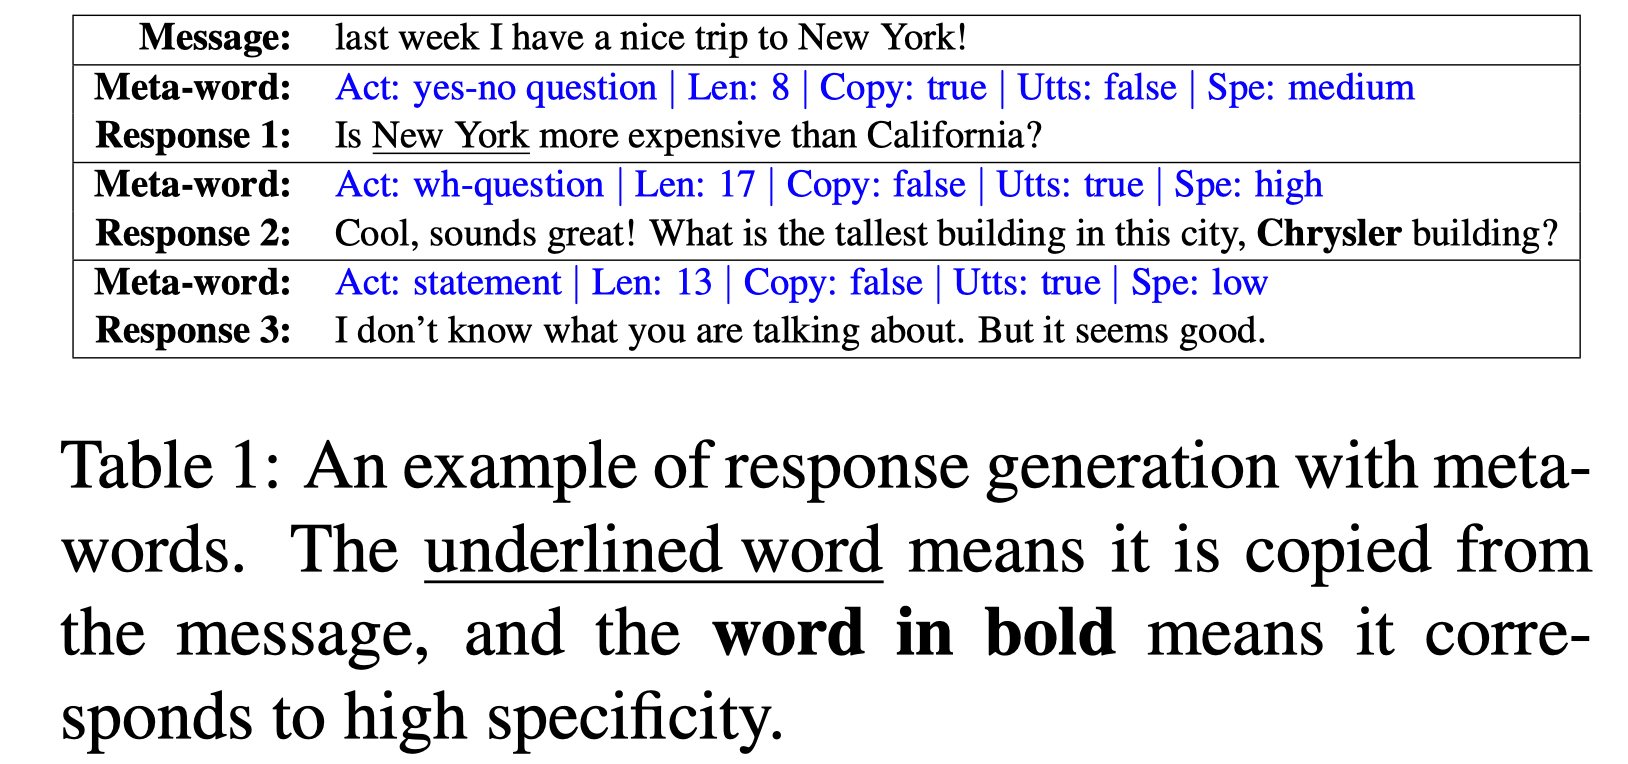 Message: last week I have a nice trip to New York!
Meta-word: Act: yes-no question | Len: 8 | Copy: true | Utts: false | Spe: medium
Response 1: Is New York more expensive than California?
Meta-word: Act: wh-question | Len: 17 | Copy: false | Utts: true | Spe: high
Response 2: Cool, sounds great! What is the tallest building in this city, Chrysler building?
Meta-word: Act: statement | Len: 13 | Copy: false | Utts: true | Spe: low
Response 3: I don’t know what you are talking about. But it seems good.
Table 1: An example of response generation with meta-
words. The underlined word means it is copied from
the message, and the word in bold means it corre-
sponds to high specificity.